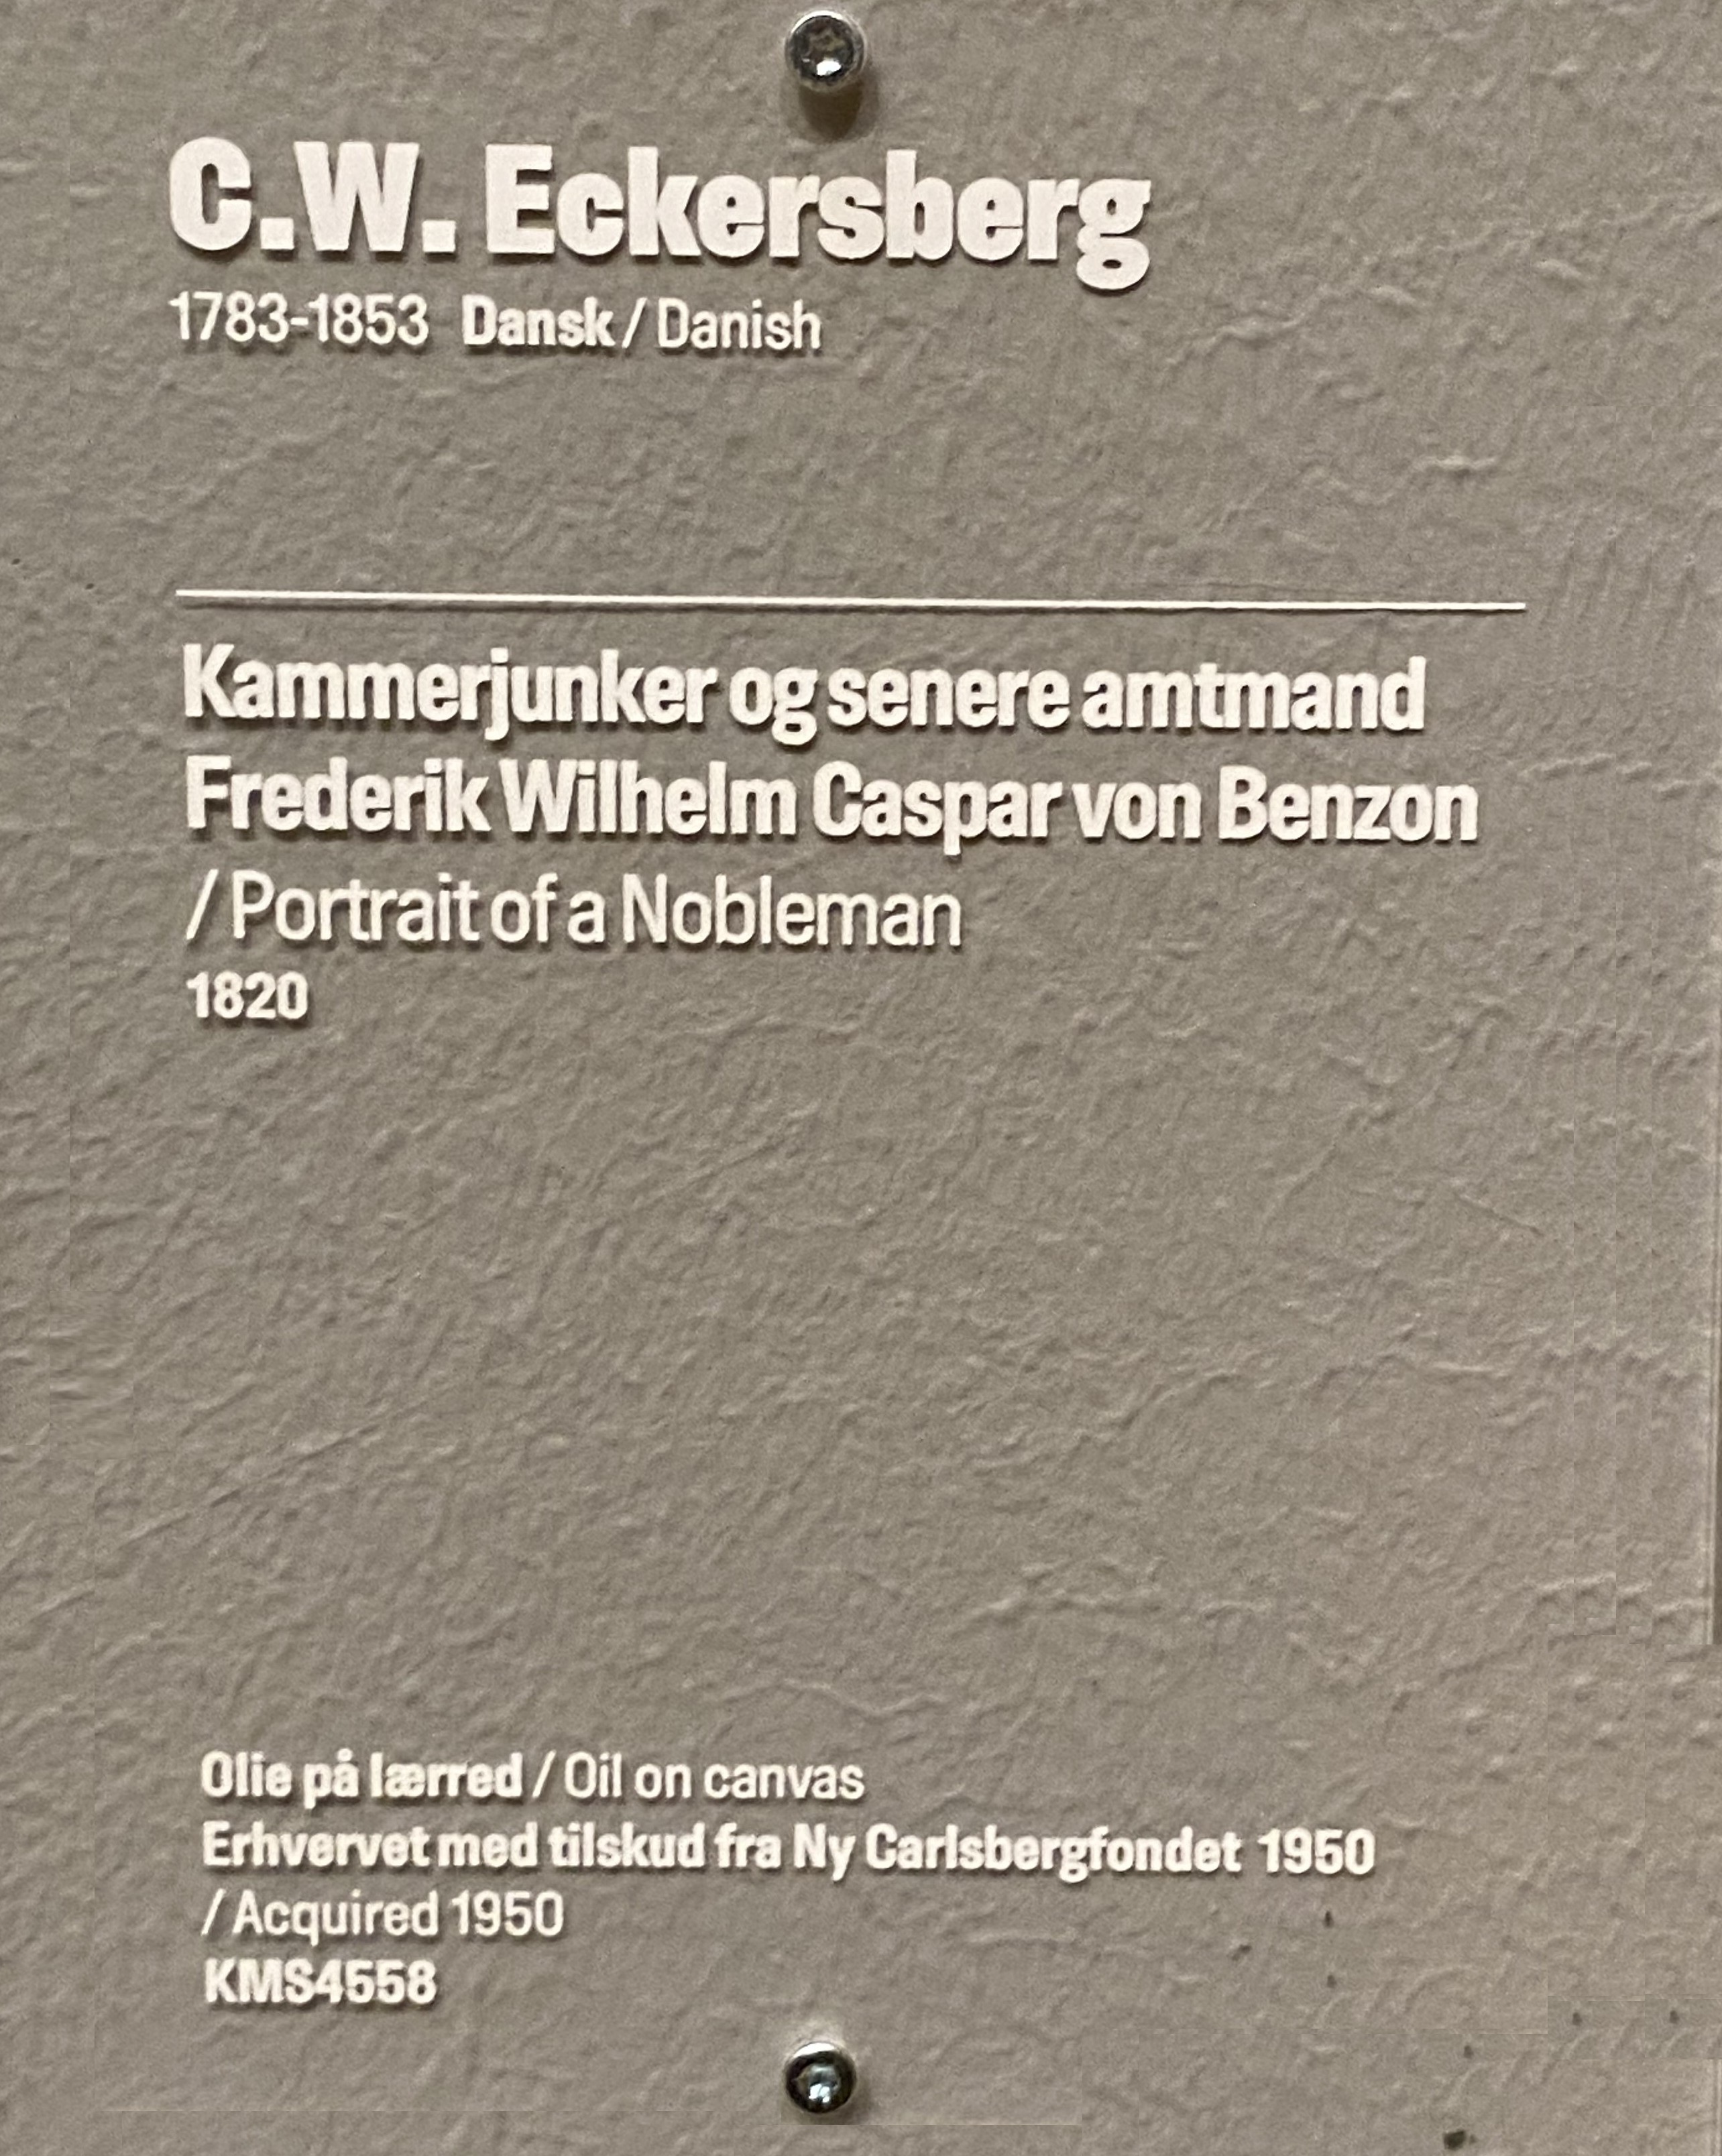 C.W. Eckersberg
1783-1853 Dansk / Danish
Kammerjunker og senere amtmand
Frederik Wilhelm Caspar von Benzon
/ Portrait of a Nobleman
1820
Olie på lærred / Oil on canvas
Erhvervet med tilskud fra Ny Carlsbergfondet 1950
/ Acquired 1950
KMS4558